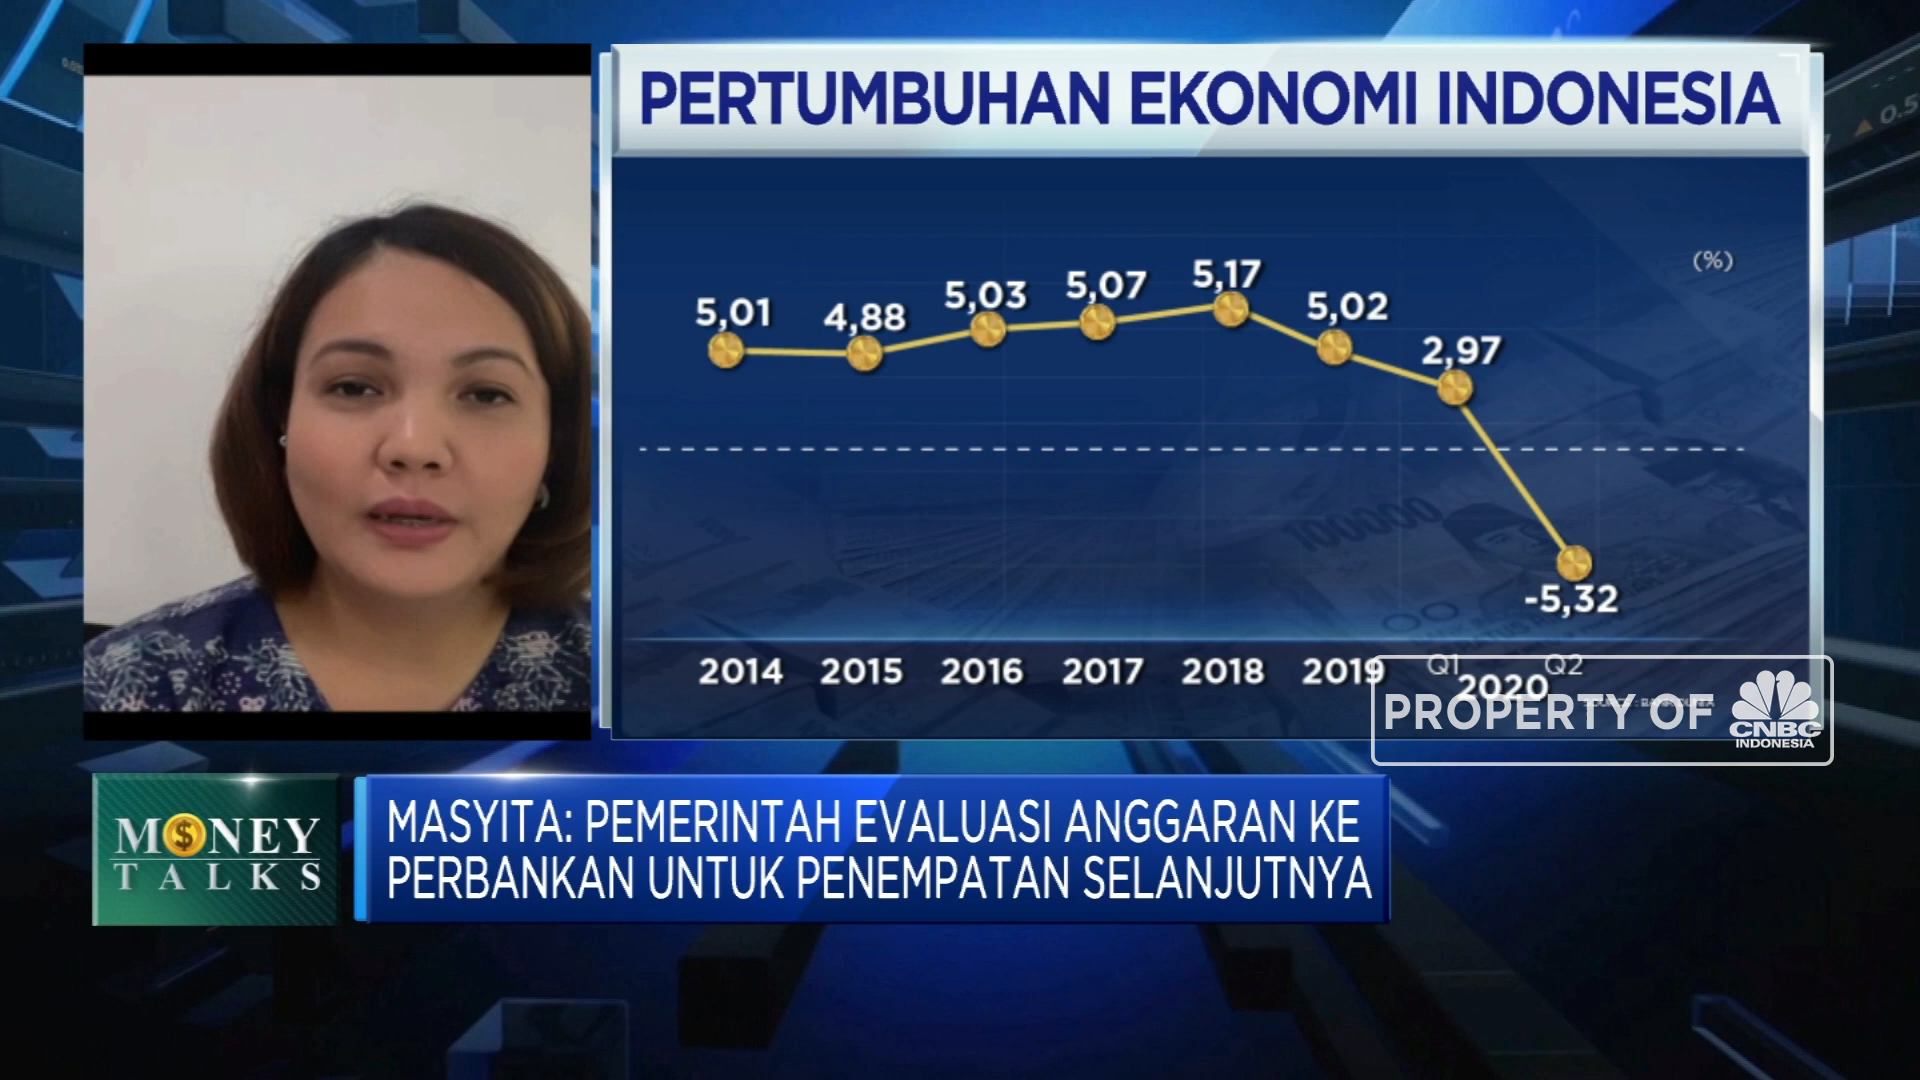 PERTUMBUHAN EKONOMI INDONESIA
(%)
5,01
4,88
5,03
5,07
5,17
5,02
2,97
-5,32
100000
2014
2015
2016
2017
2018
2019
Q1
Q2
2020
PROPERTY OF
CNBC
INDONESIA
MONEY
TALKS
MASYITA: PEMERINTAH EVALUASI ANGGARAN KE
PERBANKAN UNTUK PENEMPATAN SELANJUTNYA